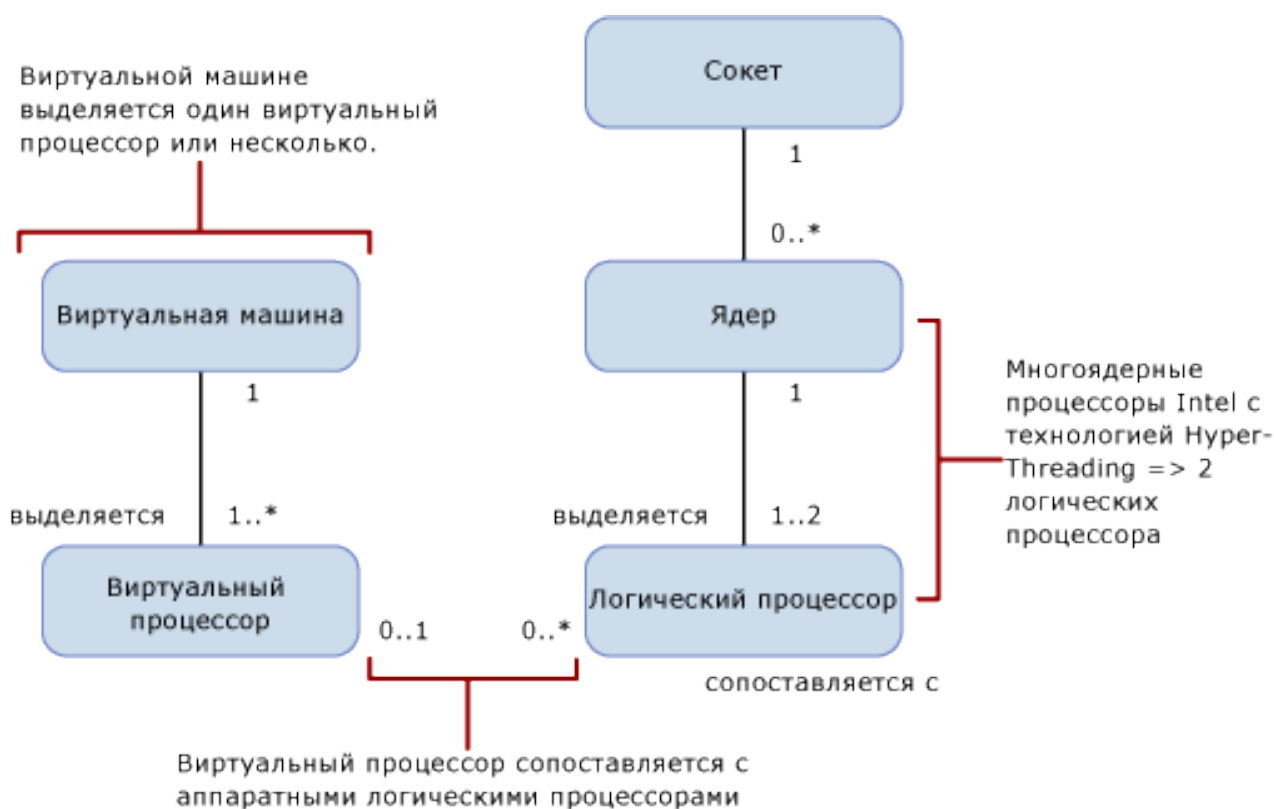 Сокет
Виртуальной машине
выделяется один виртуальный
процессор или несколько.
1
0..*
Виртуальная машина
Ядер
1
1
Многоядерные
процессоры Intel с
технологией Hyper-
Threading => 2
логических
процессора
выделяется
1..*
выделяется
1..2
Виртуальный
процессор
Логический процессор
0..1
0..*
сопоставляется с
Виртуальный процессор сопоставляется с
аппаратными логическими процессорами